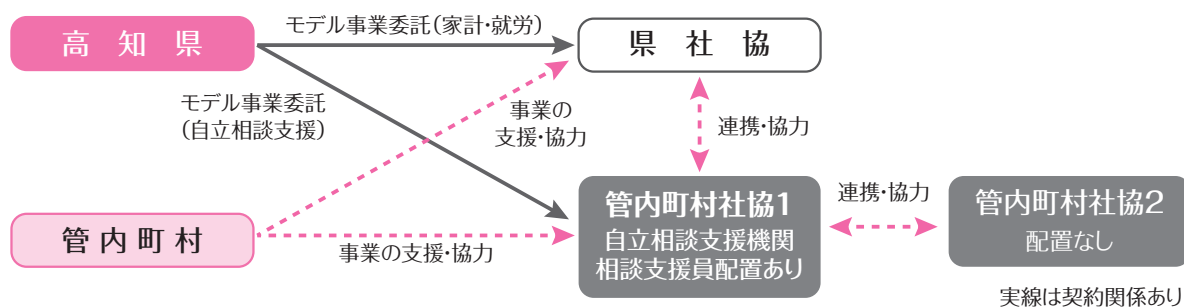 モデル事業委託(家計・就労)
高知県
県社協
モデル事業委託
(自立相談支援)
事業の
支援・協力
連携・協力
管内町村
事業の支援・協力
管内町村社協1
自立相談支援機関
相談支援員配置あり
連携・協力
管内町村社協2
配置なし
実線は契約関係あり